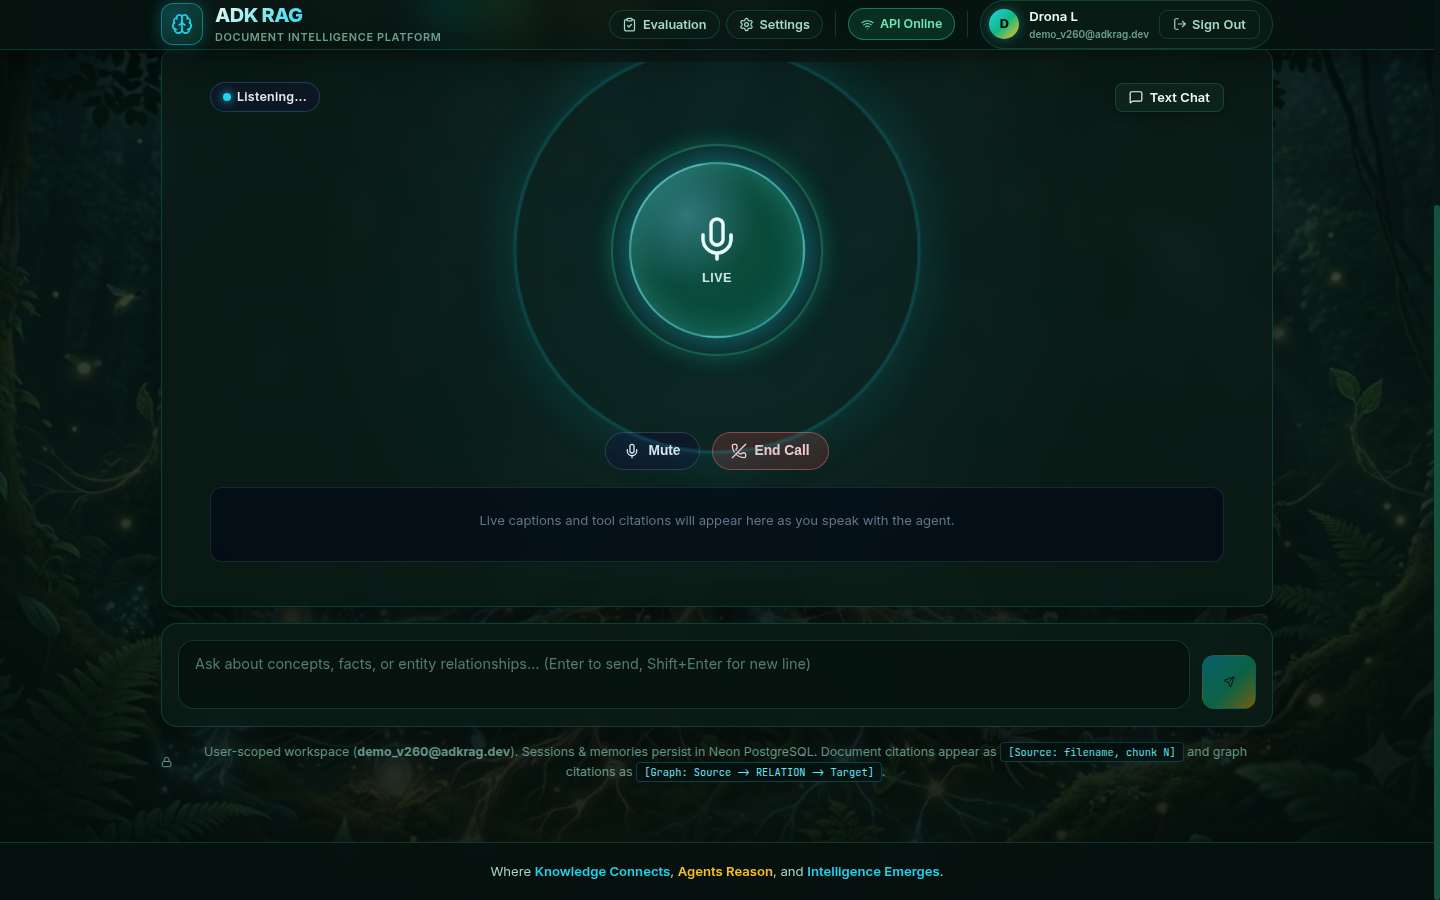 ADK RAG
DOCUMENT INTELLIGENCE PLATFORM
Evaluation
Settings
API Online
D
Drona L
demo_v260@adkrag.dev
Sign Out
Listening...
Text Chat
LIVE
Mute
End Call
Live captions and tool citations will appear here as you speak with the agent.
Ask about concepts, facts, or entity relationships... (Enter to send, Shift+Enter for new line)
User-scoped workspace (demo_v260@adkrag.dev). Sessions & memories persist in Neon PostgreSQL. Document citations appear as [Source: filename, chunk N] and graph
citations as [Graph: Source → RELATION → Target].
Where Knowledge Connects, Agents Reason, and Intelligence Emerges.